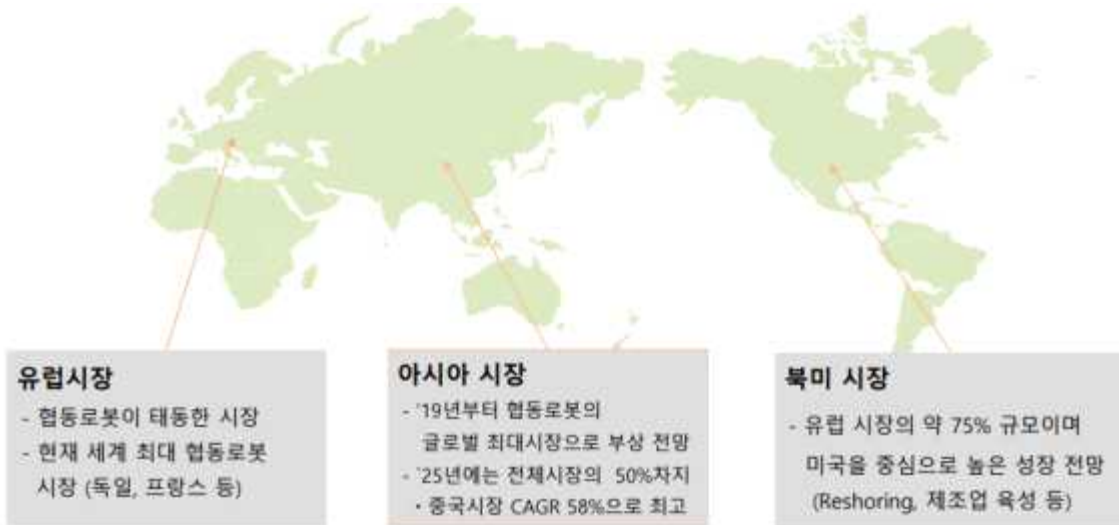 유럽시장
- 협동로봇이 태동한 시장
- 현재 세계 최대 협동로봇
시장 (독일, 프랑스 등)
아시아 시장
- '19년부터 협동로봇의
글로벌 최대시장으로 부상 전망
- '25년에는 전체시장의 50%차지
• 중국시장 CAGR 58%으로 최고
북미 시장
- 유럽 시장의 약 75% 규모이며
미국을 중심으로 높은 성장 전망
(Reshoring, 제조업 육성 등)